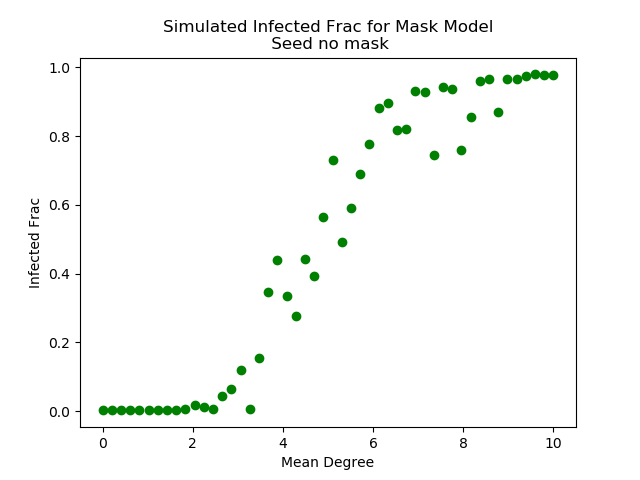 Simulated Infected Frac for Mask Model
Seed no mask
1.0
0.8
0.6
0.4
0.2
0.0
Infected Frac
0 2 4 6 8 10
Mean Degree